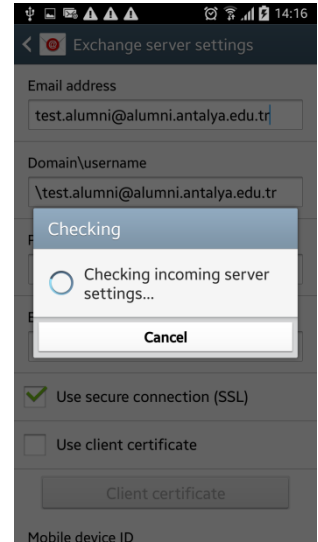 14:16
Exchange server settings
Email address
test.alumni@alumni.antalya.edu.tr
Domain\username
\test.alumni@alumni.antalya.edu.tr
Checking
Checking incoming server
settings...
Cancel
Use secure connection (SSL)
Use client certificate
Client certificate
Mobile device ID